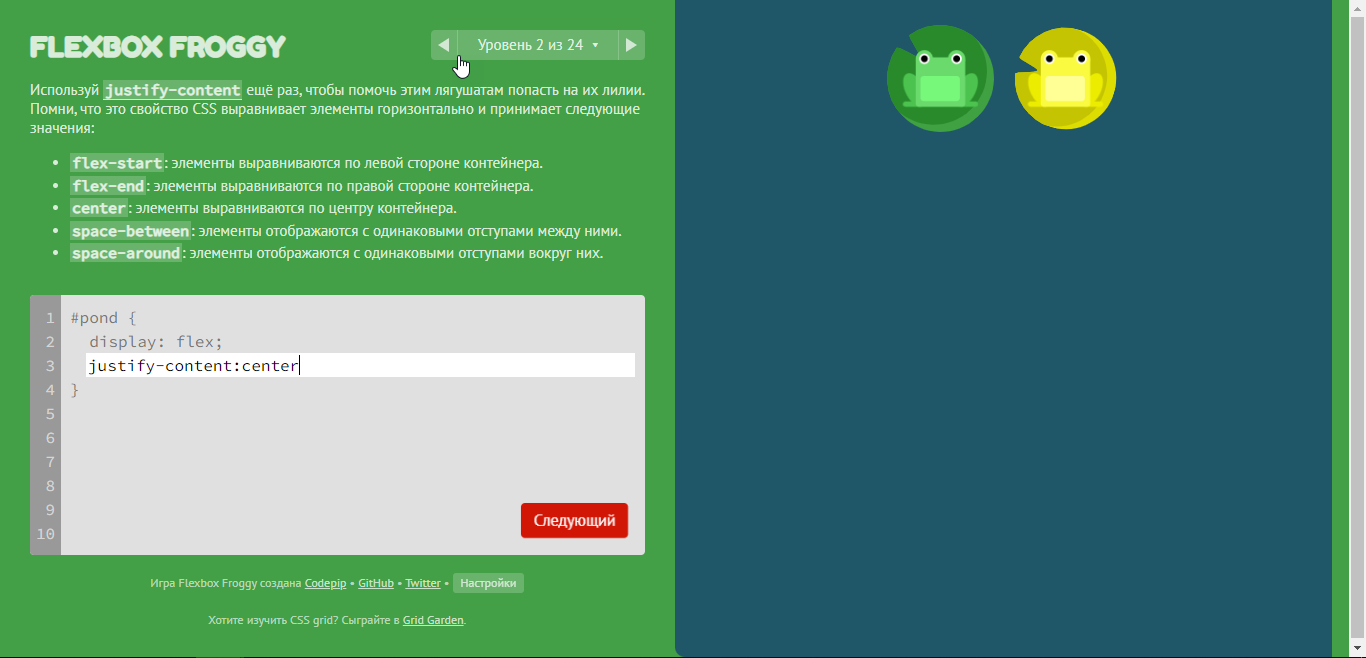 FLEXBOX FROGGY
◀ Уровень 2 из 24 ▾ ▶
Используй justify-content ещё раз, чтобы помочь этим лягушатам попасть на их лилии.
Помни, что это свойство CSS выравнивает элементы горизонтально и принимает следующие
значения:
• flex-start: элементы выравниваются по левой стороне контейнера.
• flex-end: элементы выравниваются по правой стороне контейнера.
• center: элементы выравниваются по центру контейнера.
• space-between: элементы отображаются с одинаковыми отступами между ними.
• space-around: элементы отображаются с одинаковыми отступами вокруг них.
1 #pond {
2 display: flex;
3 justify-content:center
4 }
5
6
7
8
9
10
Следующий
Игра Flexbox Froggy создана Codepip • GitHub • Twitter • Настройки
Хотите изучить CSS grid? Сыграйте в Grid Garden.